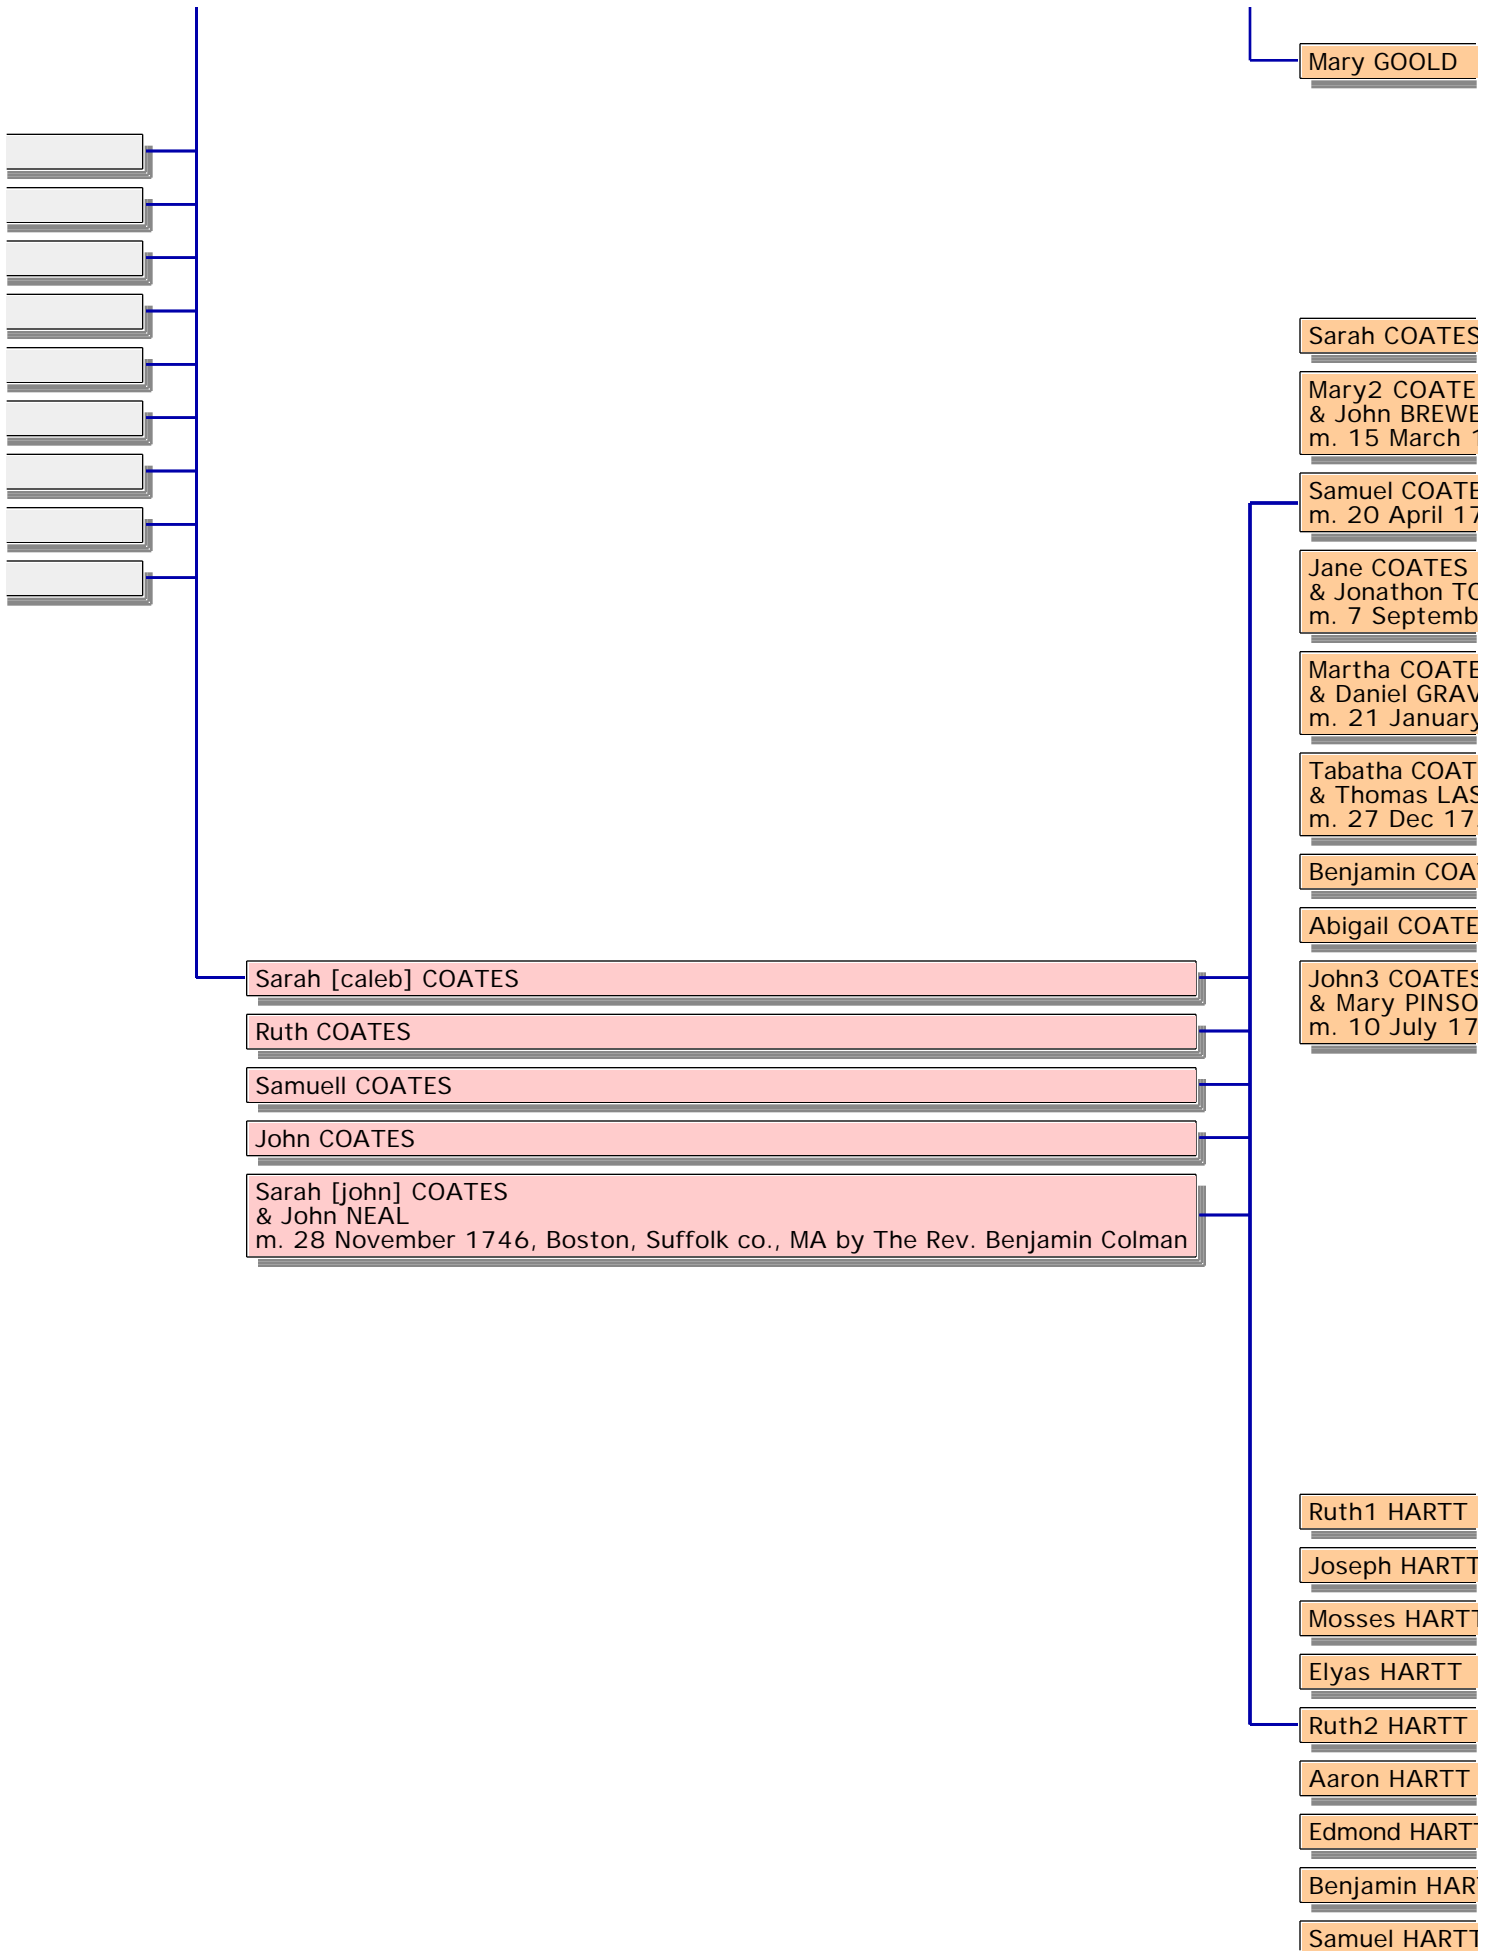 Sarah [caleb] COATES
Ruth COATES
Samuell COATES
John COATES
Sarah [john] COATES
& John NEAL
m. 28 November 1746, Boston, Suffolk co., MA by The Rev. Benjamin Colman
Mary GOOLD
Sarah COATES
Mary2 COATE
& John BREWE
m. 15 March 1
Samuel COATE
m. 20 April 17
Jane COATES
& Jonathon TO
m. 7 Septemb
Martha COATE
& Daniel GRAV
m. 21 January
Tabatha COAT
& Thomas LAS
m. 27 Dec 17
Benjamin COA
Abigail COATE
John3 COATES
& Mary PINSO
m. 10 July 17
Ruth1 HARTT
Joseph HARTT
Mosses HARTT
Elyas HARTT
Ruth2 HARTT
Aaron HARTT
Edmond HARTT
Benjamin HAR
Samuel HARTT